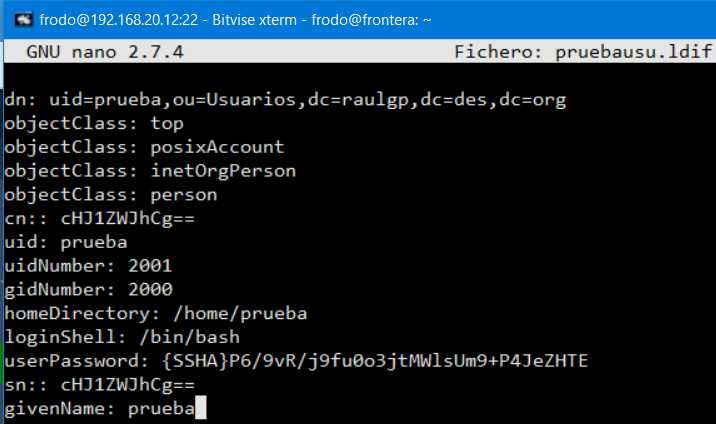 frodo@192.168.20.12:22 - Bitvise xterm - frodo@frontera: ~
GNU nano 2.7.4 Fichero: pruebausu.ldif
dn: uid=prueba,ou=Usuarios,dc=raulgp,dc=des,dc=org
objectClass: top
objectClass: posixAccount
objectClass: inetOrgPerson
objectClass: person
cn:: cHJ1ZWJhCg==
uid: prueba
uidNumber: 2001
gidNumber: 2000
homeDirectory: /home/prueba
loginShell: /bin/bash
userPassword: {SSHA}P6/9vR/j9fu0o3jtMWlsUm9+P4JeZHTE
sn:: cHJ1ZWJhCg==
givenName: prueba